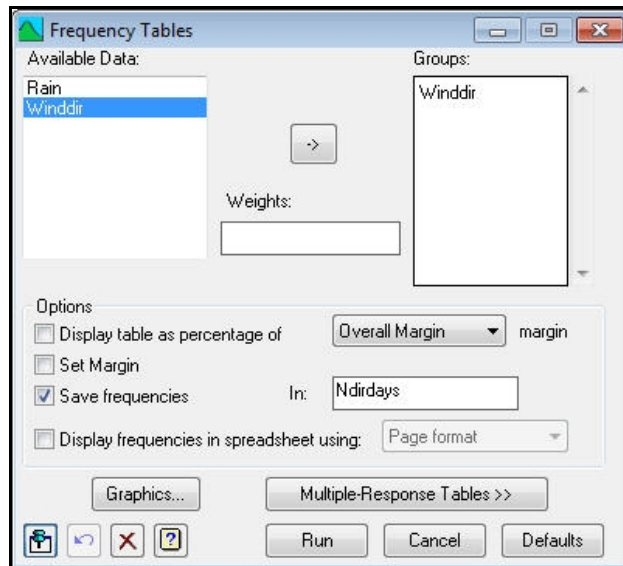 Frequency Tables
Available Data:
Groups:
Rain
Winddir
Winddir
->
Weights:
Options
Display table as percentage of Overall Margin margin
Set Margin
Save frequencies In: Ndirdays
Display frequencies in spreadsheet using: Page format
Graphics... Multiple-Response Tables >>
? Run Cancel Defaults